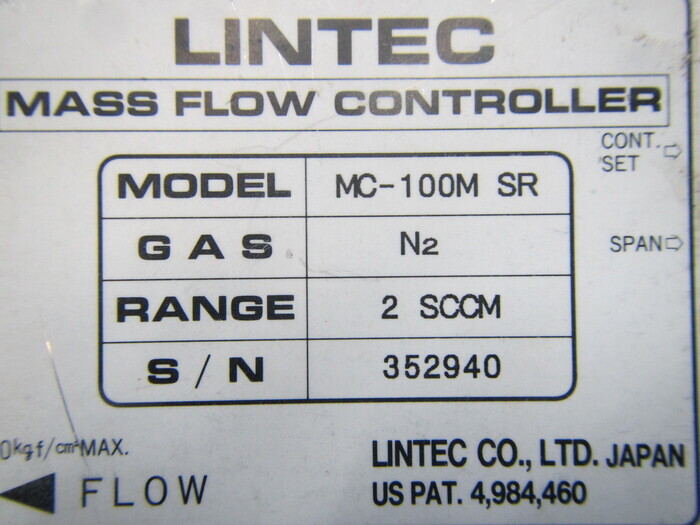 LINTEC
MASS FLOW CONTROLLER
CONT.
SET
MODEL MC-100M SR
GAS N2
SPAN
RANGE 2 SCCM
S/N 352940
0kgf/cm² MAX.
FLOW
LINTEC CO., LTD. JAPAN
US PAT. 4,984,460